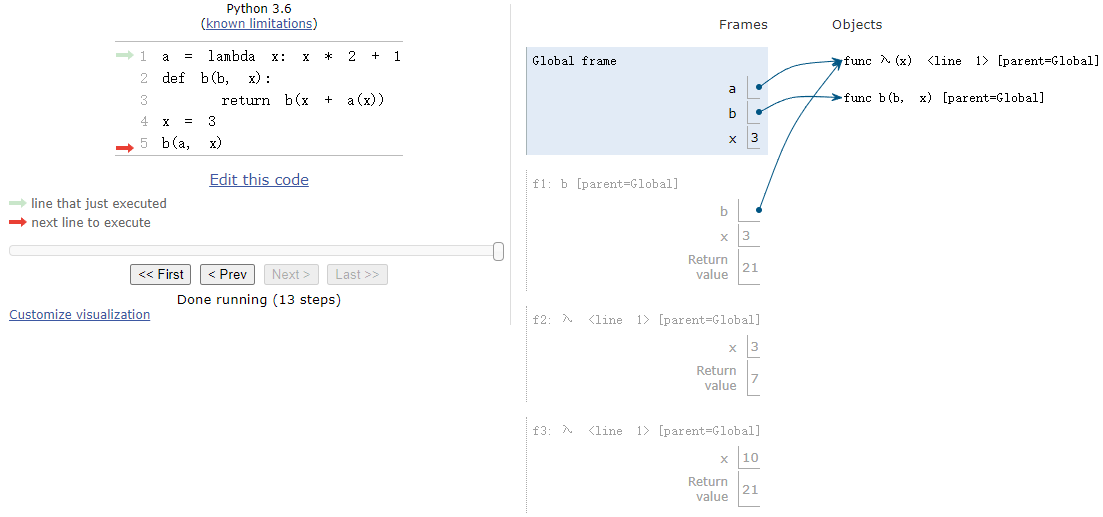 Python 3.6
(known limitations)
1 a = lambda x: x * 2 + 1
2 def b(b, x):
3 return b(x + a(x))
4 x = 3
5 b(a, x)
Edit this code
line that just executed
next line to execute
<< First < Prev Next > Last >>
Done running (13 steps)
Customize visualization
Frames Objects
Global frame
a
b
x 3
func λ(x) <line 1> [parent=Global]
func b(b, x) [parent=Global]
f1: b [parent=Global]
b
x 3
Return
value 21
f2: λ <line 1> [parent=Global]
x 3
Return
value 7
f3: λ <line 1> [parent=Global]
x 10
Return
value 21